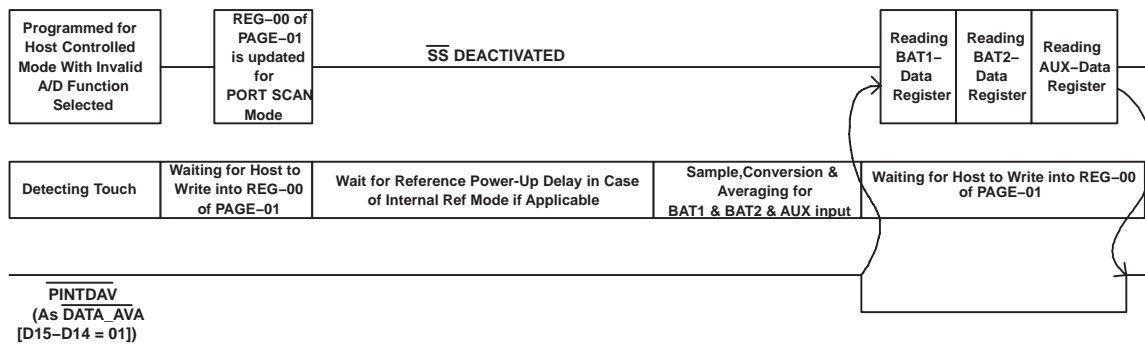 Programmed for
Host Controlled
Mode With Invalid
A/D Function
Selected
REG−00 of
PAGE−01
is updated
for
PORT SCAN
Mode
SS DEACTIVATED
Reading
BAT1−
Data
Register
Reading
BAT2−
Data
Register
Reading
AUX−Data
Register
Detecting Touch
Waiting for Host to
Write into REG−00
of PAGE−01
Wait for Reference Power-Up Delay in Case
of Internal Ref Mode if Applicable
Sample,Conversion &
Averaging for
BAT1 & BAT2 & AUX input
Waiting for Host to Write into REG−00
of PAGE−01
PINTDAV
(As DATA_AVA
[D15−D14 = 01])